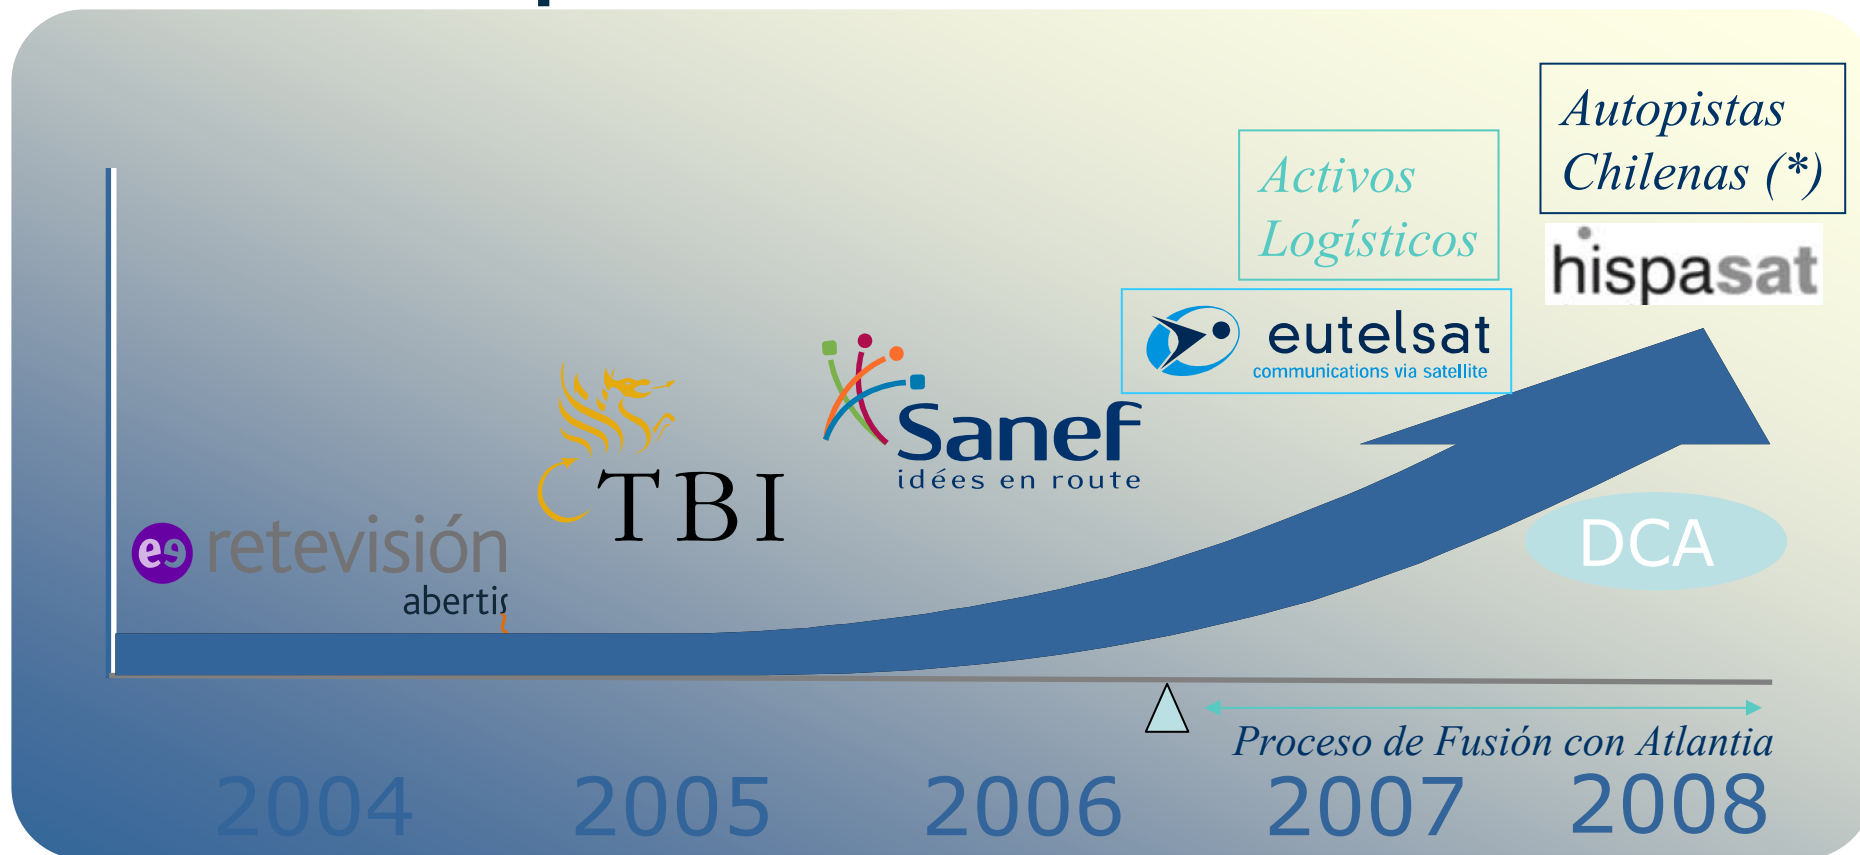 Autopistas
Chilenas (*)
Activos
Logísticos
hispasat
eutelsat
communications via satellite
Sanef
idées en route
TBI
ee retevisión
abertis
DCA
Proceso de Fusión con Atlantia
2004 2005 2006 2007 2008